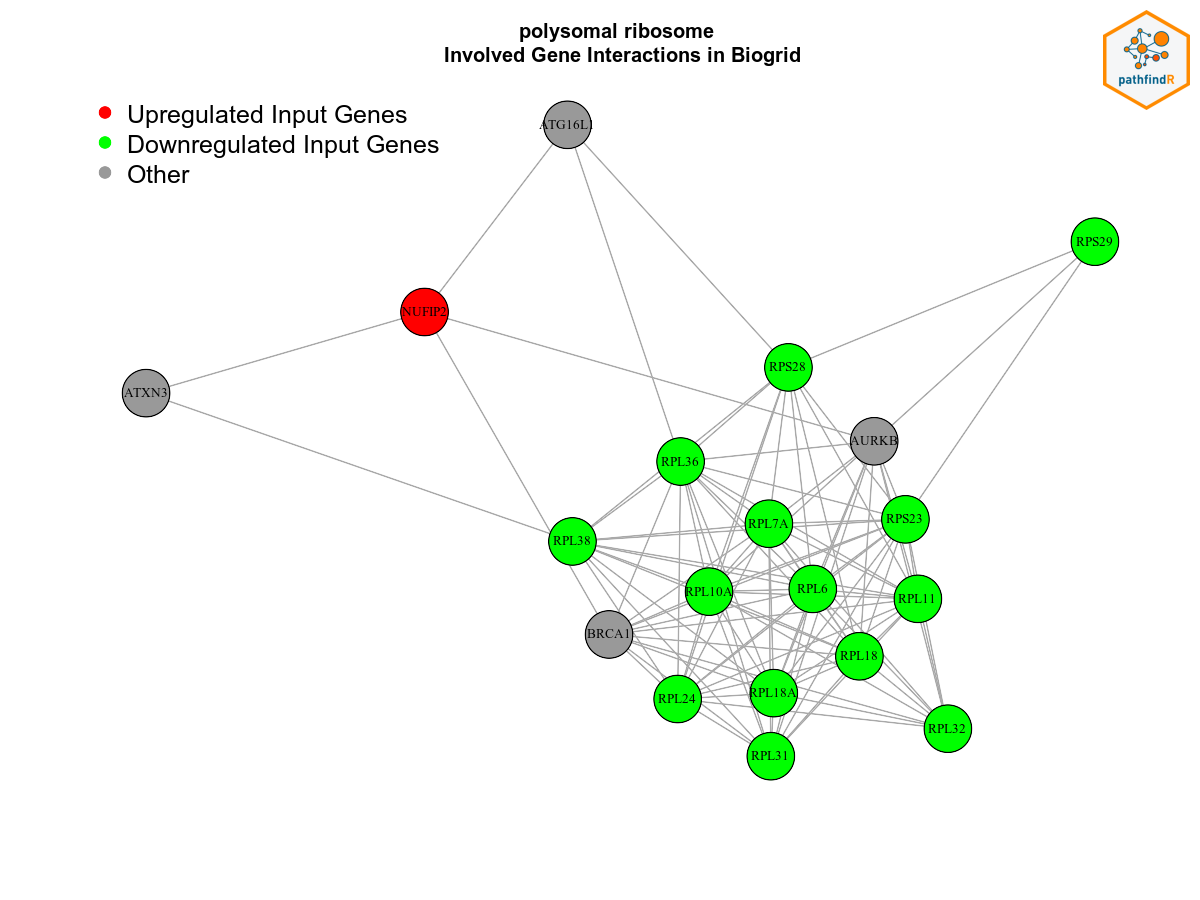 polysomal ribosome
Involved Gene Interactions in Biogrid
pathfindR
Upregulated Input Genes
Downregulated Input Genes
Other
ATG16L1
RPS29
NUFIP2
RPS28
ATXN3
AURKB
RPL36
RPS23
RPL7A
RPL38
RPL10A
RPL6
RPL11
BRCA1
RPL18
RPL24
RPL18A
RPL32
RPL31